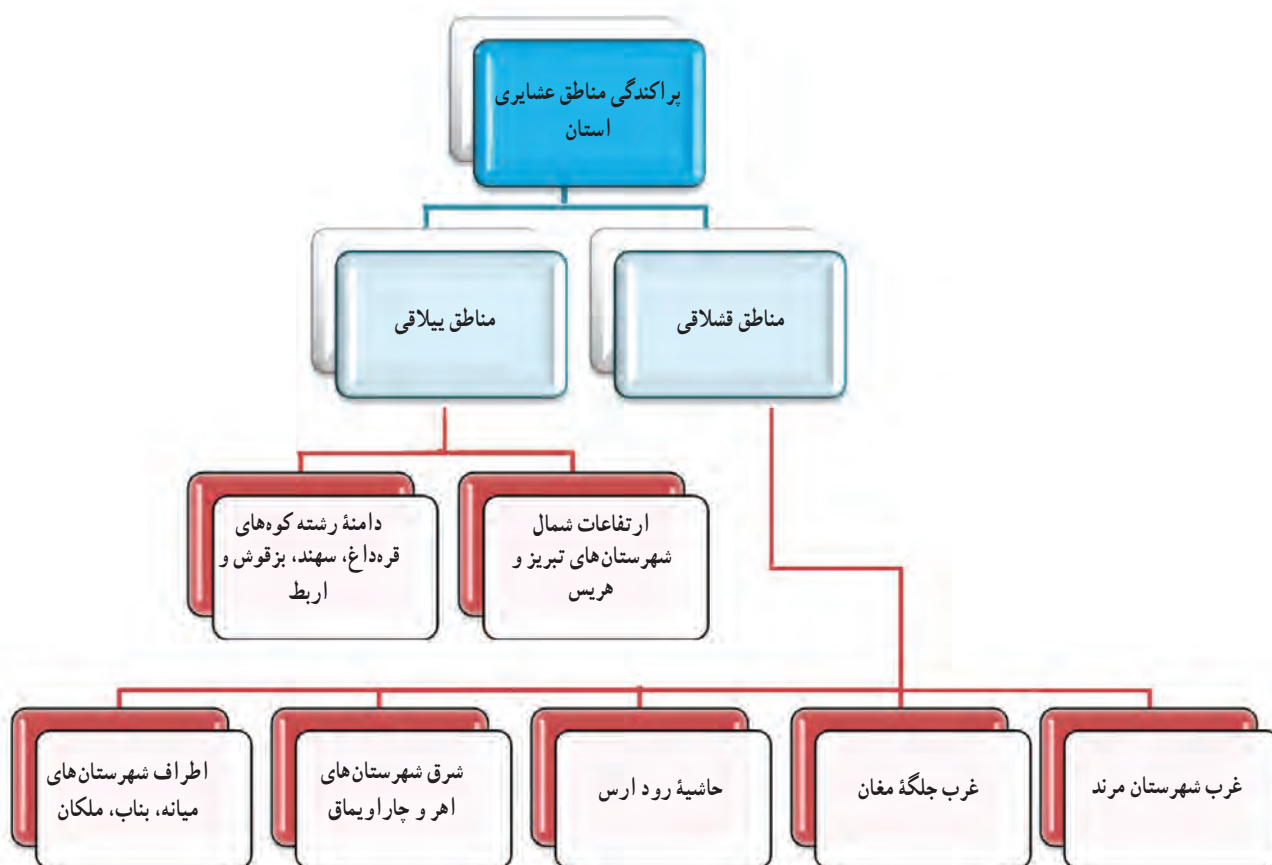 پراکندگی مناطق عشایری
استان
مناطق قشلاقی
مناطق ییلاقی
ارتفاعات شمال
شهرستان‌های تبریز و
هریس
دامنهٔ رشته کوه‌های
قره‌داغ، سهند، بزقوش و
اربط
غرب شهرستان مرند
غرب جلگهٔ مغان
حاشیهٔ رود ارس
شرق شهرستان‌های
اهر و چاراویماق
اطراف شهرستان‌های
میانه، بناب، ملکان